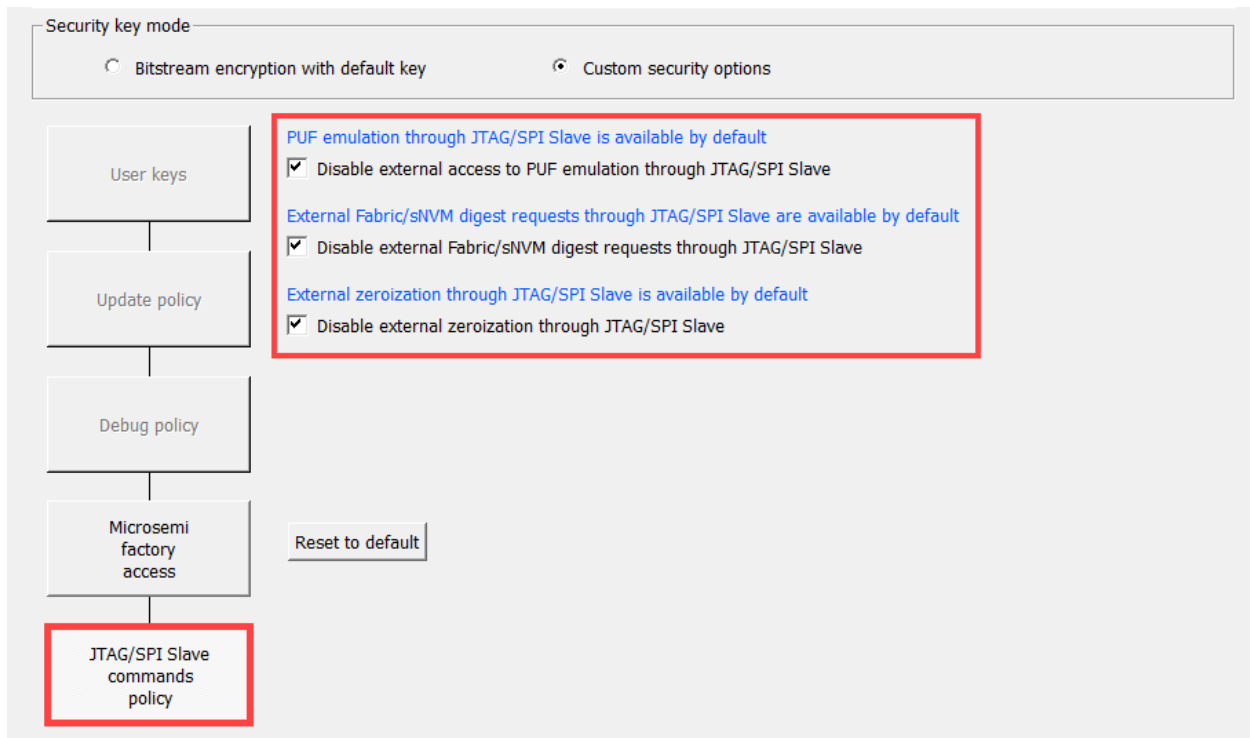 Security key mode
Bitstream encryption with default key
Custom security options
User keys
Update policy
Debug policy
Microsemi
factory
access
JTAG/SPI Slave
commands
policy
PUF emulation through JTAG/SPI Slave is available by default
Disable external access to PUF emulation through JTAG/SPI Slave
External Fabric/sNVM digest requests through JTAG/SPI Slave are available by default
Disable external Fabric/sNVM digest requests through JTAG/SPI Slave
External zeroization through JTAG/SPI Slave is available by default
Disable external zeroization through JTAG/SPI Slave
Reset to default